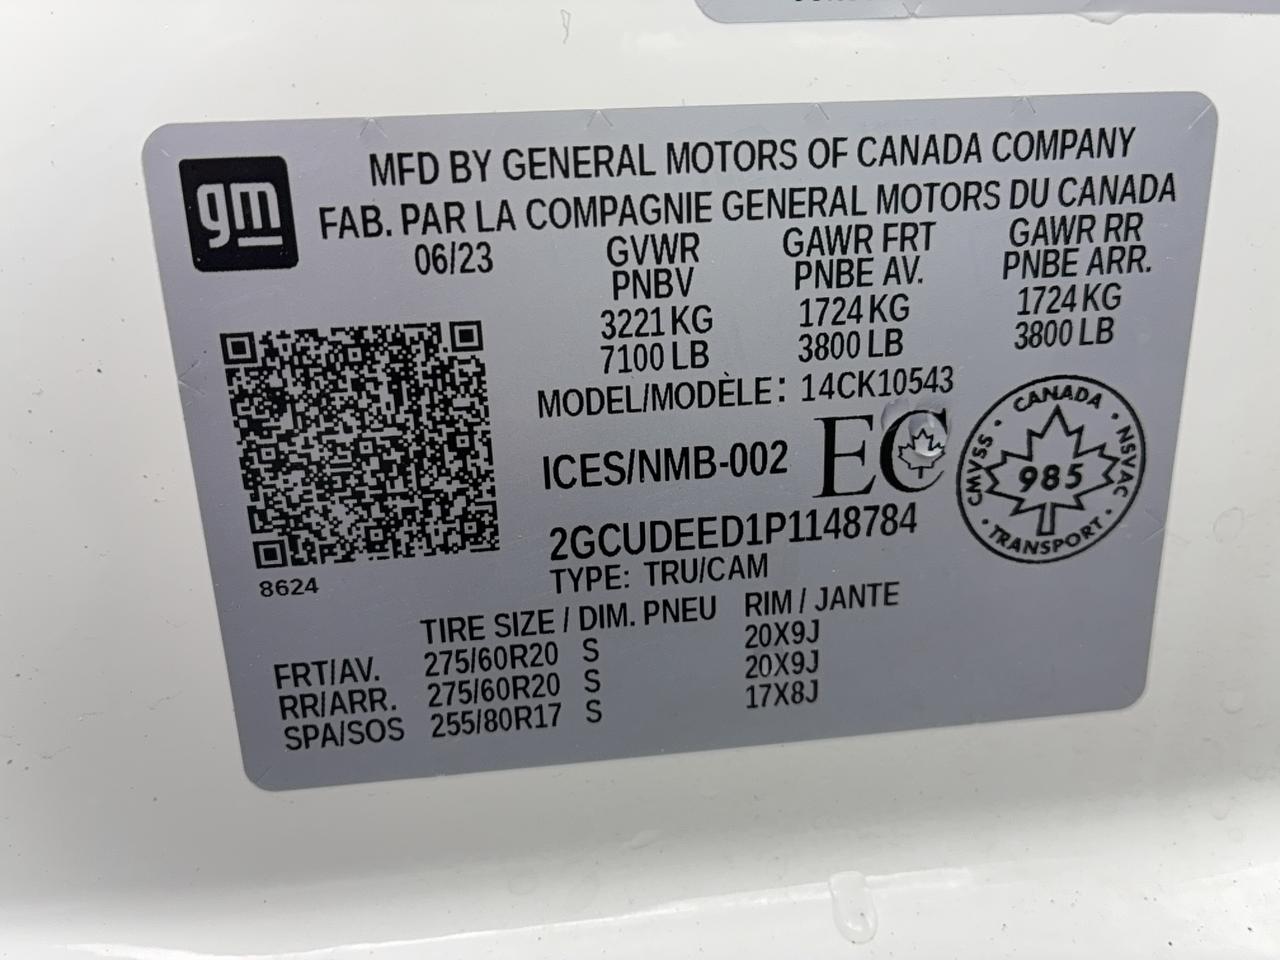 gm
MFD BY GENERAL MOTORS OF CANADA COMPANY
FAB. PAR LA COMPAGNIE GENERAL MOTORS DU CANADA
06/23 GVWR GAWR FRT GAWR RR
PNBV PNBE AV. PNBE ARR.
3221 KG 1724 KG 1724 KG
7100 LB 3800 LB 3800 LB
MODEL/MODÈLE: 14CK10543
ICES/NMB-002 EC
CANADA
CMVSS 985 NSVAC
TRANSPORT
2GCUDEED1P1148784
TYPE: TRU/CAM
8624
TIRE SIZE / DIM. PNEU RIM / JANTE
FRT/AV. 275/60R20 S 20X9J
RR/ARR. 275/60R20 S 20X9J
SPA/SOS 255/80R17 S 17X8J